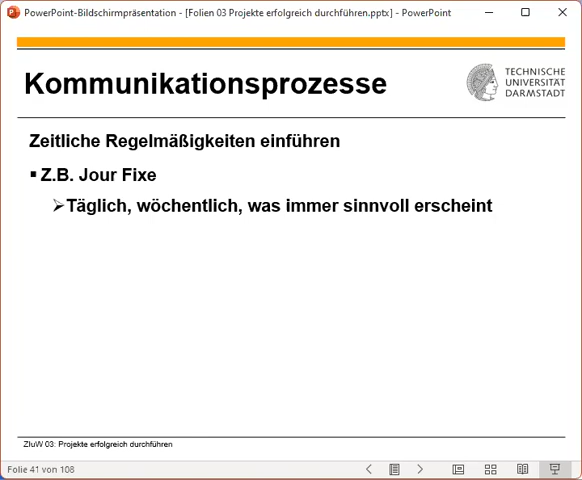 PowerPoint-Bildschirmpräsentation - [Folien 03 Projekte erfolgreich durchführen.pptx] - PowerPoint
Kommunikationsprozesse
TECHNISCHE
UNIVERSITÄT
DARMSTADT
Zeitliche Regelmäßigkeiten einführen
▪ Z.B. Jour Fixe
➢ Täglich, wöchentlich, was immer sinnvoll erscheint
ZIuW 03: Projekte erfolgreich durchführen
Folie 41 von 108